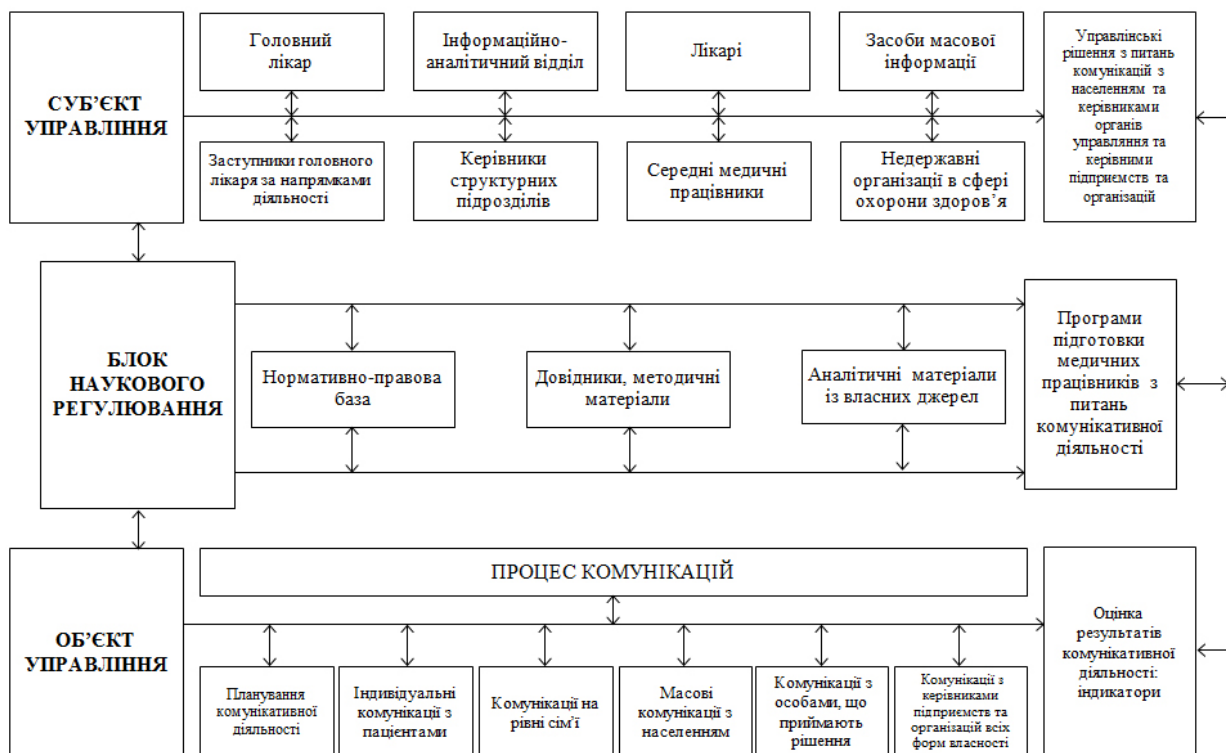 СУБ’ЄКТ
УПРАВЛІННЯ
Головний
лікар
Інформаційно-
аналітичний відділ
Лікарі
Засоби масової
інформації
Заступники головного
лікаря за напрямками
діяльності
Керівники
структурних
підрозділів
Середні медичні
працівники
Недержавні
організації в сфері
охорони здоров’я
Управлінські
рішення з питань
комунікацій з
населенням та
керівниками
органів
управляння та
керівними
підприємств та
організацій
БЛОК
НАУКОВОГО
РЕГУЛЮВАННЯ
Нормативно-правова
база
Довідники, методичні
матеріали
Аналітичні матеріали
із власних джерел
Програми
підготовки
медичних
працівників з
питань
комунікативної
діяльності
ОБ’ЄКТ
УПРАВЛІННЯ
ПРОЦЕС КОМУНІКАЦІЙ
Планування
комунікативної
діяльності
Індивідуальні
комунікації з
пацієнтами
Комунікації на
рівні сім’ї
Масові
комунікації з
населенням
Комунікації з
особами, що
приймають
рішення
Комунікації з
керівниками
підприємств та
організацій всіх
форм власності
Оцінка
результатів
комунікативної
діяльності:
індикатори